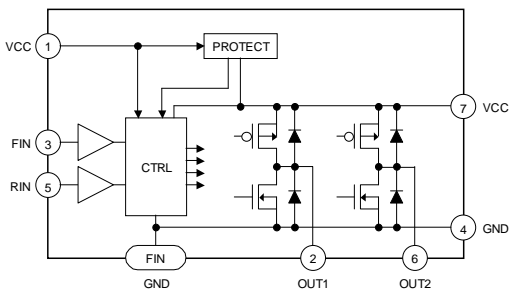 VCC 1
PROTECT
7 VCC
FIN 3
CTRL
RIN 5
4 GND
FIN
GND
2
OUT1
6
OUT2